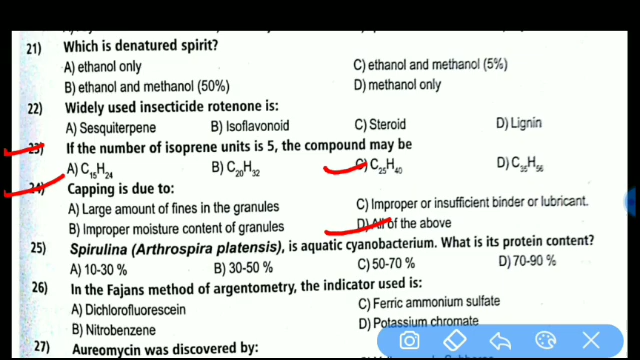 21) Which is denatured spirit?
A) ethanol only C) ethanol and methanol (5%)
B) ethanol and methanol (50%) D) methanol only
22) Widely used insecticide rotenone is:
A) Sesquiterpene B) Isoflavonoid C) Steroid D) Lignin
23) If the number of isoprene units is 5, the compound may be
A) C₁₅H₂₄ B) C₂₀H₃₂ C) C₂₅H₄₀ D) C₃₅H₅₆
24) Capping is due to:
A) Large amount of fines in the granules C) Improper or insufficient binder or lubricant.
B) Improper moisture content of granules D) All of the above
25) Spirulina (Arthrospira platensis), is aquatic cyanobacterium. What is its protein content?
A) 10-30 % B) 30-50 % C) 50-70 % D) 70-90 %
26) In the Fajans method of argentometry, the indicator used is:
A) Dichlorofluorescein C) Ferric ammonium sulfate
B) Nitrobenzene D) Potassium chromate
27) Aureomycin was discovered by: